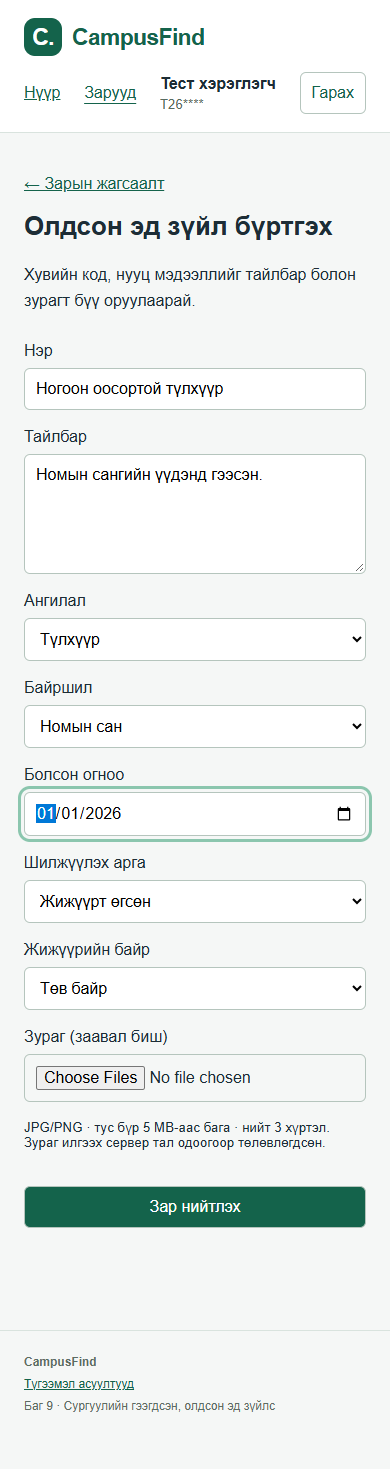 C. CampusFind
Нүүр Зарууд Тест хэрэглэгч Гарах
T26****
← Зарын жагсаалт
Олдсон эд зүйл бүртгэх
Хувийн код, нууц мэдээллийг тайлбар болон
зурагт бүү оруулаарай.
Нэр
Ногоон оосортой түлхүүр
Тайлбар
Номын сангийн үүдэнд гээсэн.
Ангилал
Түлхүүр
Байршил
Номын сан
Болсон огноо
01/01/2026
Шилжүүлэх арга
Жижүүрт өгсөн
Жижүүрийн байр
Төв байр
Зураг (заавал биш)
Choose Files No file chosen
JPG/PNG · тус бүр 5 MB-аас бага · нийт 3 хүртэл.
Зураг илгээх сервер тал одоогоор төлөвлөгдсөн.
Зар нийтлэх
CampusFind
Түгээмэл асуултууд
Баг 9 · Сургуулийн гээгдсэн, олдсон эд зүйлс